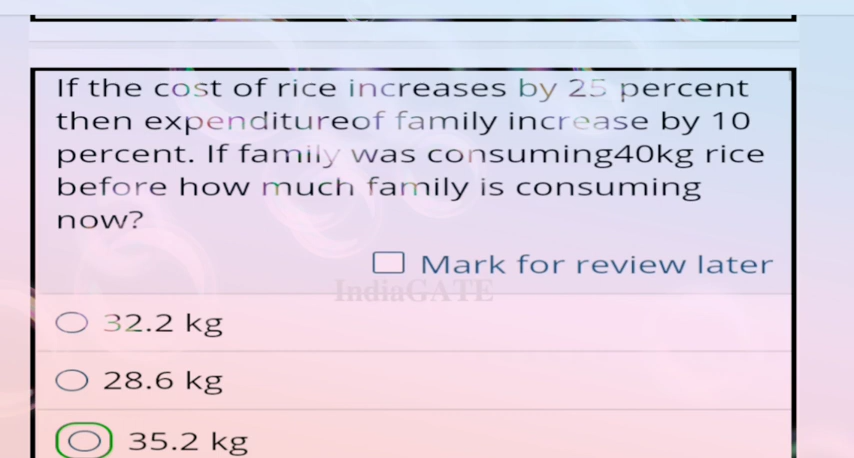 If the cost of rice increases by 25 percent
then expenditureof family increase by 10
percent. If family was consuming40kg rice
before how much family is consuming
now?
Mark for review later
IndiaGATE
32.2 kg
28.6 kg
35.2 kg